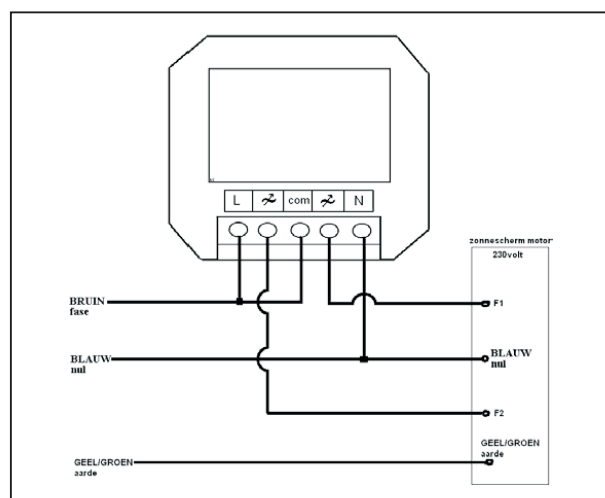 L com N
zonnescherm motor
230volt
BRUIN
fase
F1
BLAUW
nul
BLAUW
nul
F2
GEEL/GROEN
aarde
GEEL/GROEN
aarde